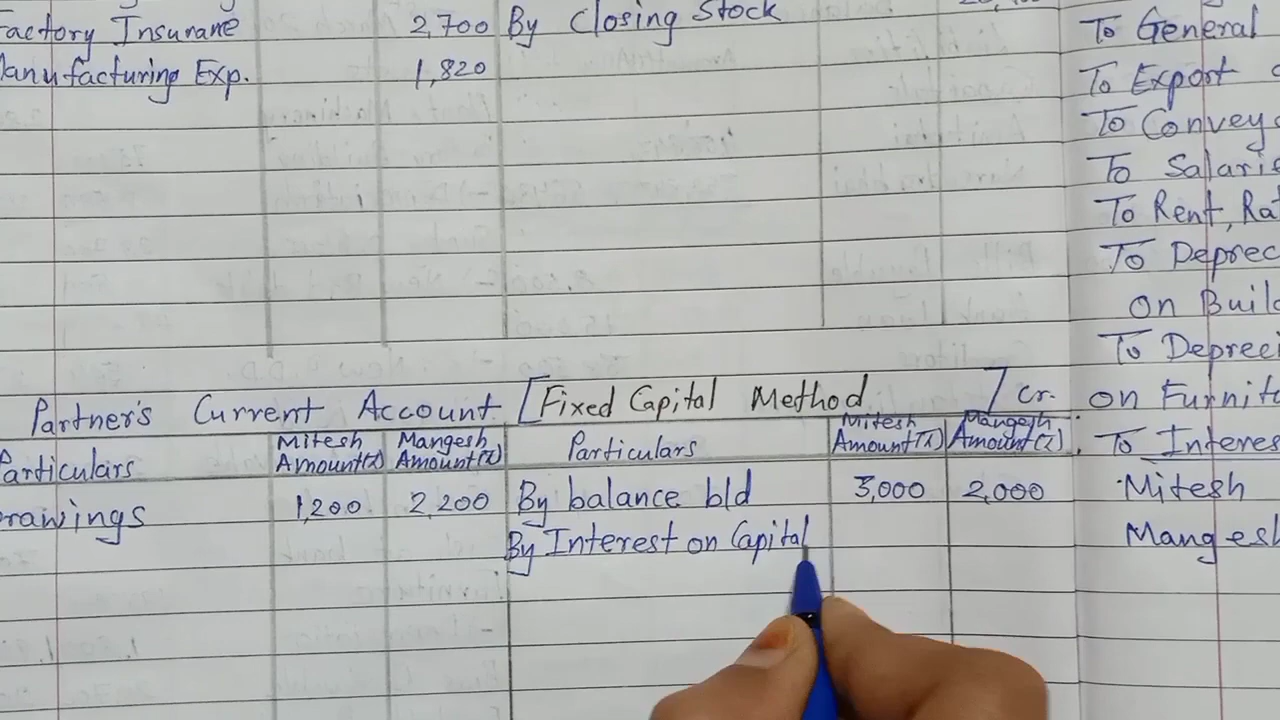 Factory Insurane 2,700 By Closing Stock
Manufacturing Exp. 1,820
Partner's Current Account [Fixed Capital Method ] Cr.
Particulars Mitesh Amount(₹) Mangesh Amount(₹) Particulars Mitesh Amount(₹) Mangesh Amount(₹)
Drawings 1,200 2,200 By balance b/d 3,000 2,000
By Interest on Capital
To General
To Export
To Conveya
To Salarie
To Rent, Rat
To Deprec
on Build
To Depreci
on Furnit
To Interes
Mitesh
Mangesh